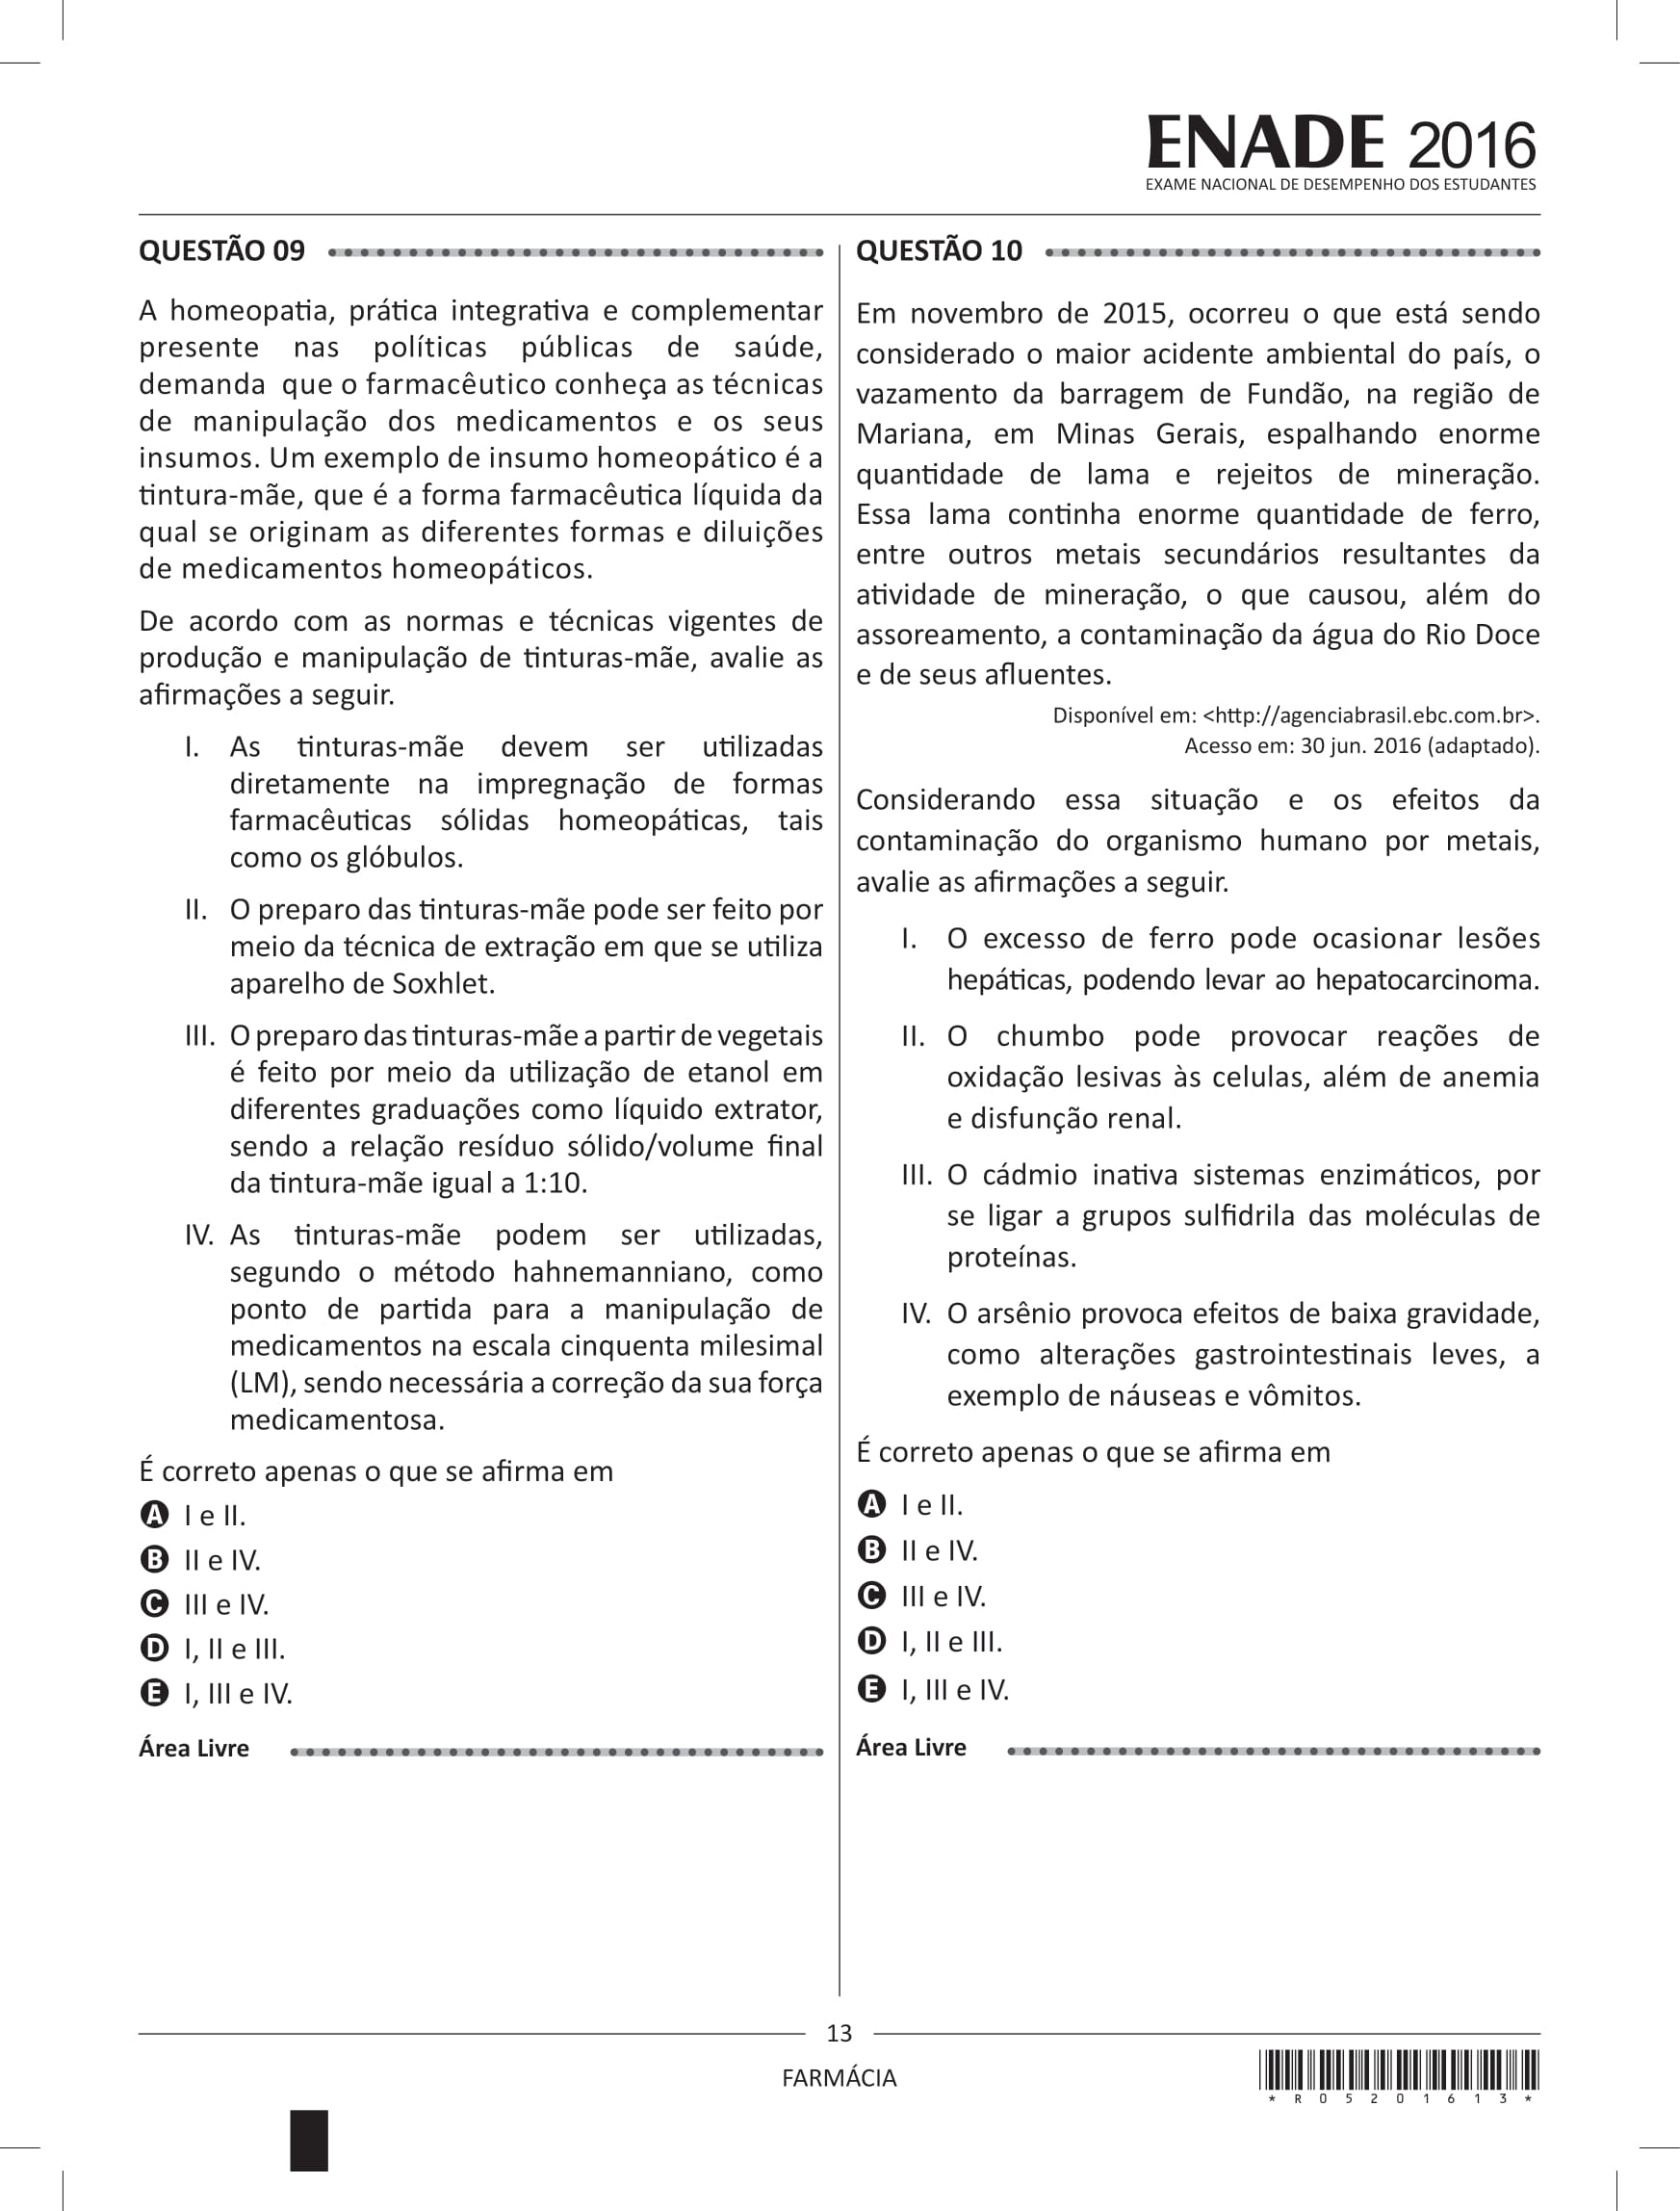 ENADE 2016
EXAME NACIONAL DE DESEMPENHO DOS ESTUDANTES
QUESTÃO 09
A homeopatia, prática integrativa e complementar
presente nas políticas públicas de saúde,
demanda que o farmacêutico conheça as técnicas
de manipulação dos medicamentos e os seus
insumos. Um exemplo de insumo homeopático é a
tintura-mãe, que é a forma farmacêutica líquida da
qual se originam as diferentes formas e diluições
de medicamentos homeopáticos.
De acordo com as normas e técnicas vigentes de
produção e manipulação de tinturas-mãe, avalie as
afirmações a seguir.
I. As tinturas-mãe devem ser utilizadas
diretamente na impregnação de formas
farmacêuticas sólidas homeopáticas, tais
como os glóbulos.
II. O preparo das tinturas-mãe pode ser feito por
meio da técnica de extração em que se utiliza
aparelho de Soxhlet.
III. O preparo das tinturas-mãe a partir de vegetais
é feito por meio da utilização de etanol em
diferentes graduações como líquido extrator,
sendo a relação resíduo sólido/volume final
da tintura-mãe igual a 1:10.
IV. As tinturas-mãe podem ser utilizadas,
segundo o método hahnemanniano, como
ponto de partida para a manipulação de
medicamentos na escala cinquenta milesimal
(LM), sendo necessária a correção da sua força
medicamentosa.
É correto apenas o que se afirma em
A I e II.
B II e IV.
C III e IV.
D I, II e III.
E I, III e IV.
Área Livre
QUESTÃO 10
Em novembro de 2015, ocorreu o que está sendo
considerado o maior acidente ambiental do país, o
vazamento da barragem de Fundão, na região de
Mariana, em Minas Gerais, espalhando enorme
quantidade de lama e rejeitos de mineração.
Essa lama continha enorme quantidade de ferro,
entre outros metais secundários resultantes da
atividade de mineração, o que causou, além do
assoreamento, a contaminação da água do Rio Doce
e de seus afluentes.
Disponível em: <http://agenciabrasil.ebc.com.br>.
Acesso em: 30 jun. 2016 (adaptado).
Considerando essa situação e os efeitos da
contaminação do organismo humano por metais,
avalie as afirmações a seguir.
I. O excesso de ferro pode ocasionar lesões
hepáticas, podendo levar ao hepatocarcinoma.
II. O chumbo pode provocar reações de
oxidação lesivas às celulas, além de anemia
e disfunção renal.
III. O cádmio inativa sistemas enzimáticos, por
se ligar a grupos sulfidrila das moléculas de
proteínas.
IV. O arsênio provoca efeitos de baixa gravidade,
como alterações gastrointestinais leves, a
exemplo de náuseas e vômitos.
É correto apenas o que se afirma em
A I e II.
B II e IV.
C III e IV.
D I, II e III.
E I, III e IV.
Área Livre
13
FARMÁCIA
* R 0 5 2 0 1 6 1 3 *